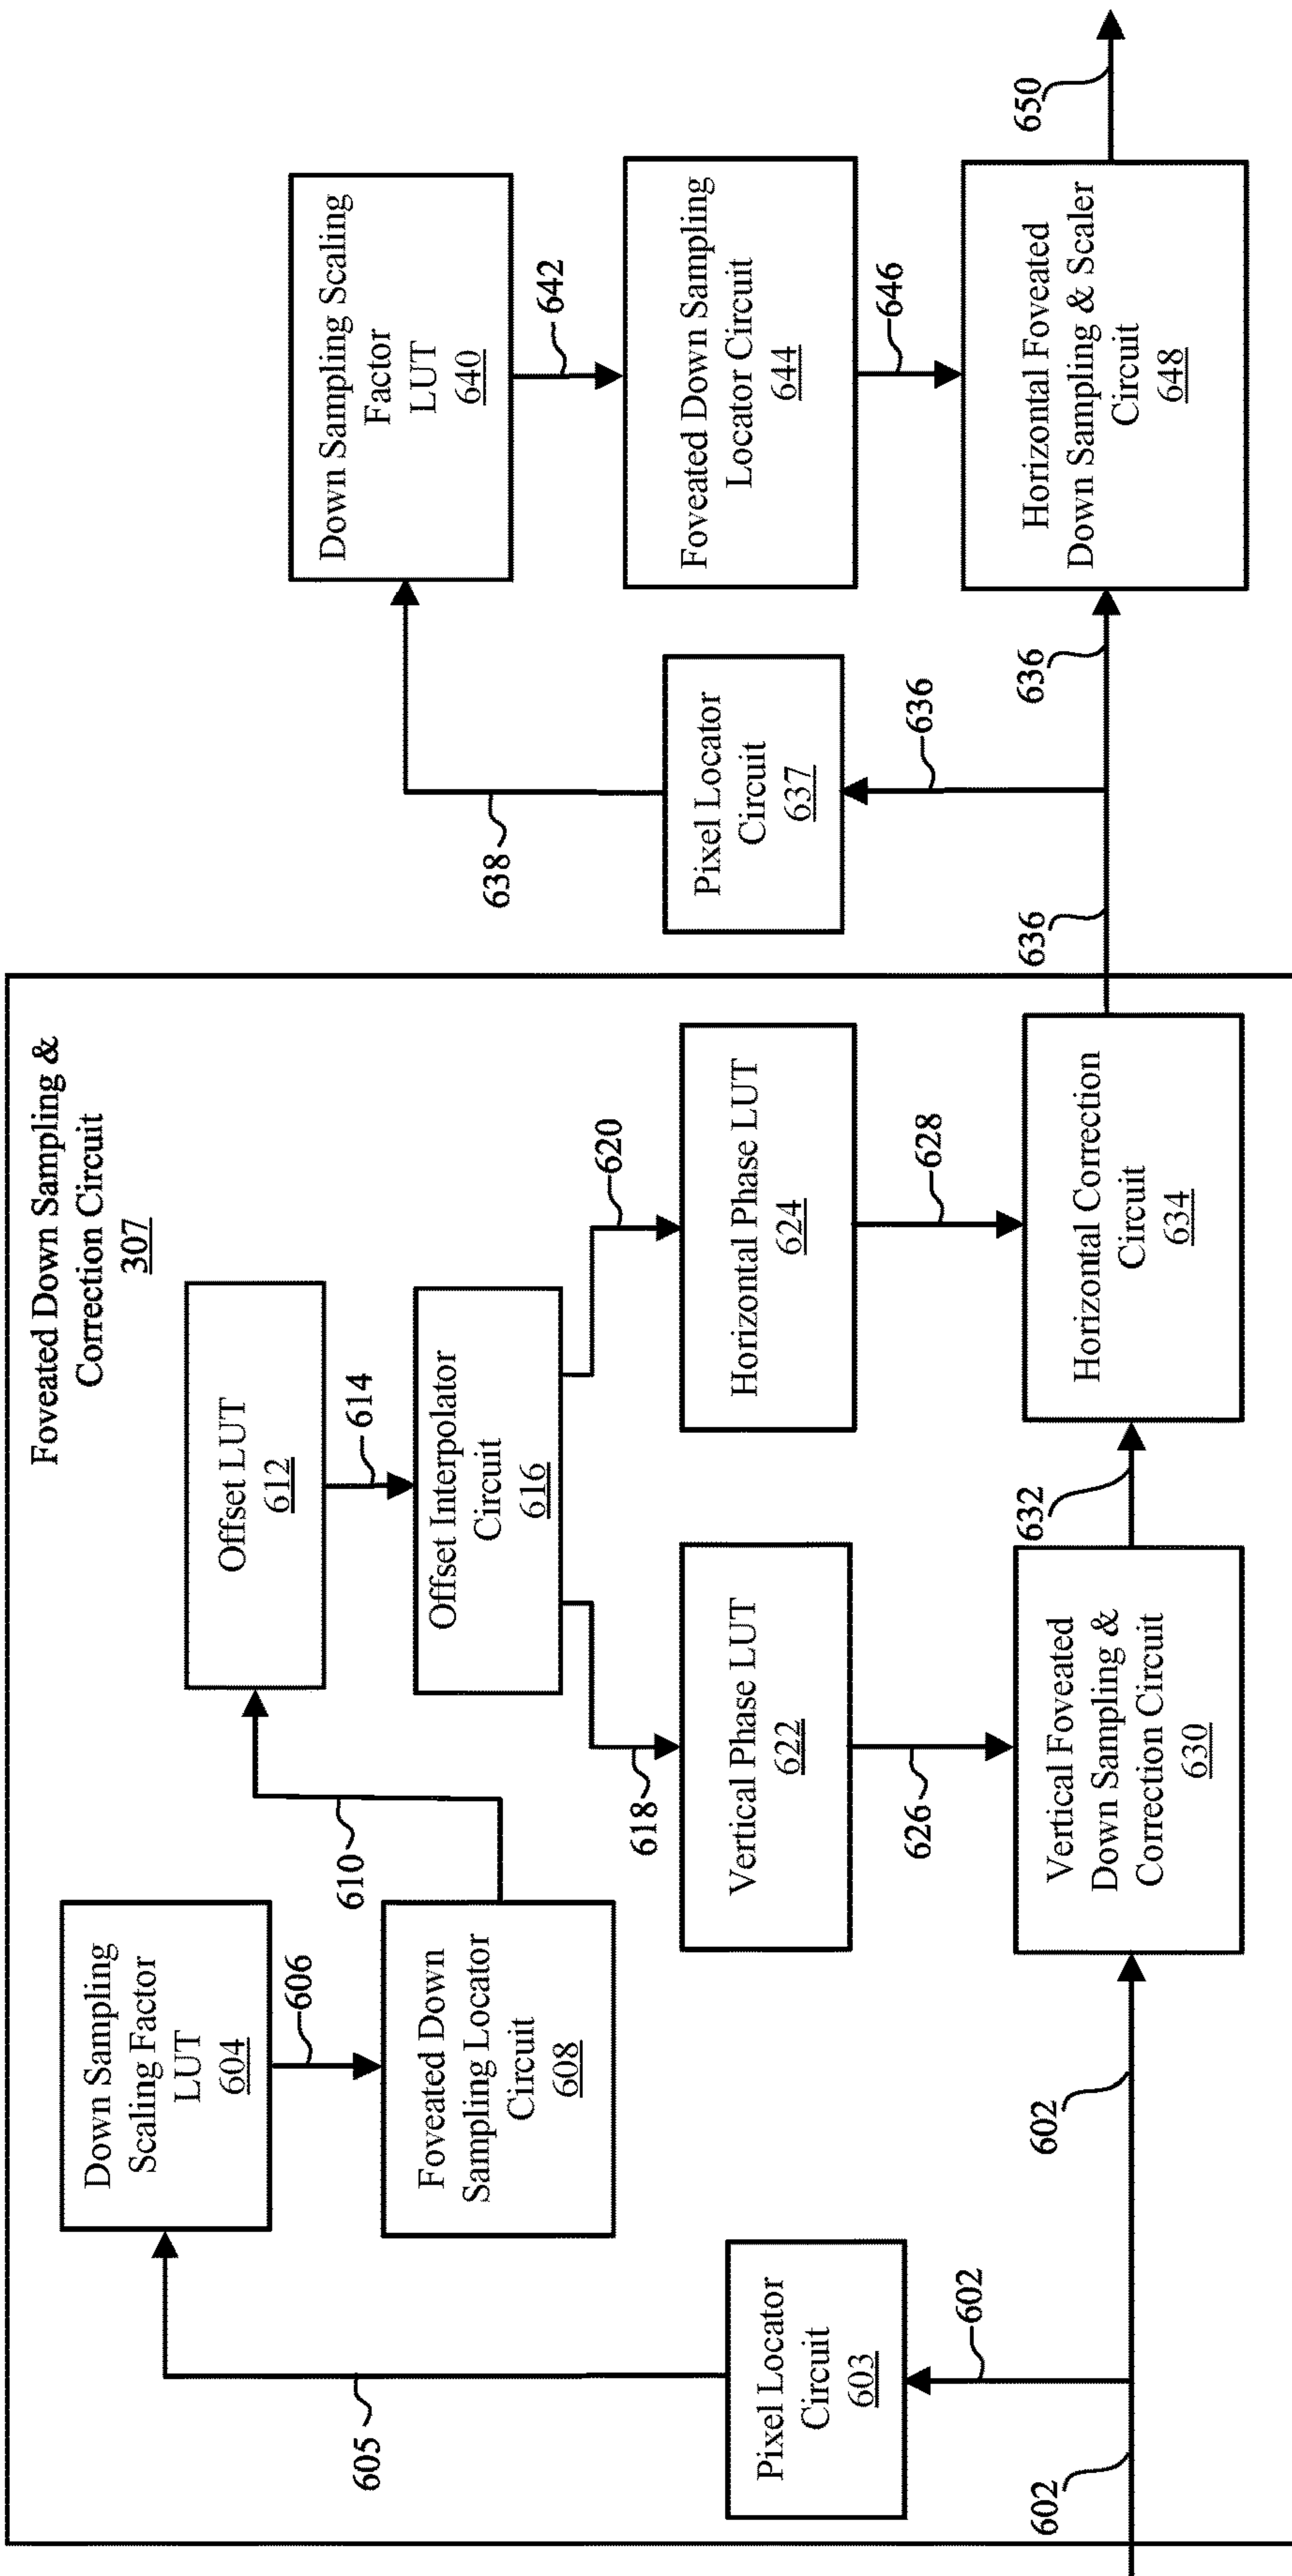 Foveated Down Sampling &
Correction Circuit
307
Down Sampling
Scaling Factor
LUT
604
606
Foveated Down
Sampling Locator
Circuit
608
605
610
Pixel Locator
Circuit
603
602
602
602
Offset LUT
612
614
Offset Interpolator
Circuit
616
618
620
Vertical Phase LUT
622
626
Horizontal Phase LUT
624
628
Vertical Foveated
Down Sampling &
Correction Circuit
630
632
Horizontal Correction
Circuit
634
636
636
636
Pixel Locator
Circuit
637
638
Down Sampling Scaling
Factor
LUT
640
642
Foveated Down Sampling
Locator Circuit
644
646
Horizontal Foveated
Down Sampling & Scaler
Circuit
648
650